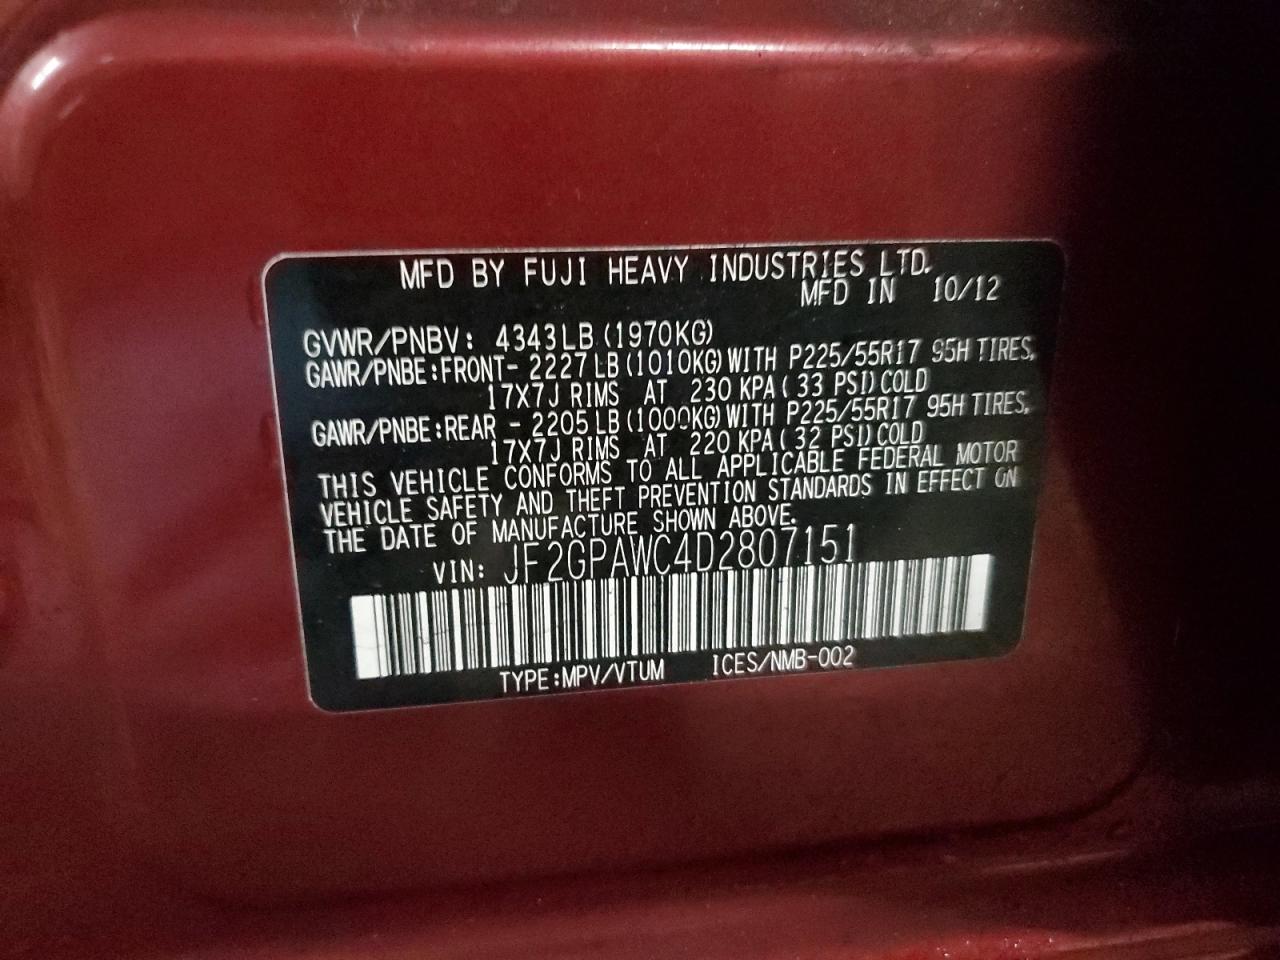 MFD BY FUJI HEAVY INDUSTRIES LTD.
MFD IN 10/12
GVWR/PNBV: 4343LB (1970KG)
GAWR/PNBE:FRONT- 2227 LB (1010KG) WITH P225/55R17 95H TIRES,
17X7J RIMS AT 230 KPA ( 33 PSI) COLD
GAWR/PNBE:REAR - 2205 LB (1000KG) WITH P225/55R17 95H TIRES,
17X7J RIMS AT 220 KPA ( 32 PSI) COLD
THIS VEHICLE CONFORMS TO ALL APPLICABLE FEDERAL MOTOR
VEHICLE SAFETY AND THEFT PREVENTION STANDARDS IN EFFECT ON
THE DATE OF MANUFACTURE SHOWN ABOVE.
VIN: JF2GPAWC4D2807151
TYPE:MPV/VTUM ICES/NMB-002